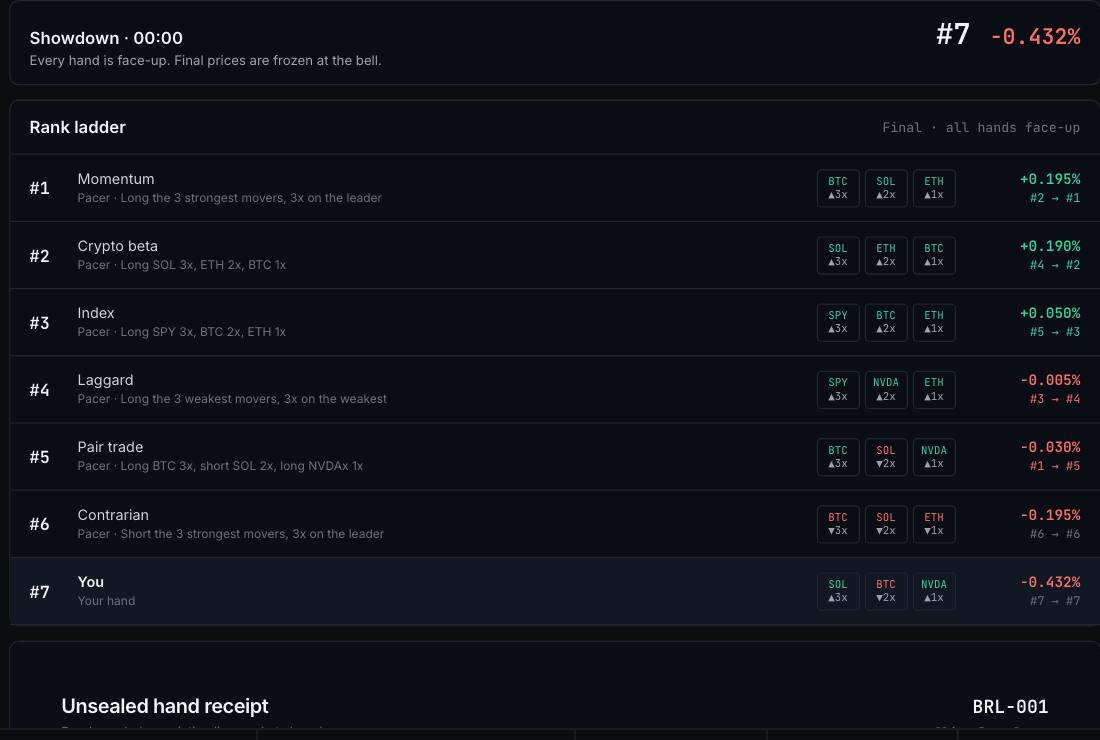 Showdown · 00:00
#7 -0.432%
Every hand is face-up. Final prices are frozen at the bell.
Rank ladder
Final · all hands face-up
#1
Momentum
Pacer · Long the 3 strongest movers, 3x on the leader
BTC SOL ETH
▲3x ▲2x ▲1x
+0.195%
#2 → #1
#2
Crypto beta
Pacer · Long SOL 3x, ETH 2x, BTC 1x
SOL ETH BTC
▲3x ▲2x ▲1x
+0.190%
#4 → #2
#3
Index
Pacer · Long SPY 3x, BTC 2x, ETH 1x
SPY BTC ETH
▲3x ▲2x ▲1x
+0.050%
#5 → #3
#4
Laggard
Pacer · Long the 3 weakest movers, 3x on the weakest
SPY NVDA ETH
▲3x ▲2x ▲1x
-0.005%
#3 → #4
#5
Pair trade
Pacer · Long BTC 3x, short SOL 2x, long NVDAx 1x
BTC SOL NVDA
▲3x ▼2x ▲1x
-0.030%
#1 → #5
#6
Contrarian
Pacer · Short the 3 strongest movers, 3x on the leader
BTC SOL ETH
▼3x ▼2x ▼1x
-0.195%
#6 → #6
#7
You
Your hand
SOL BTC NVDA
▲3x ▼2x ▲1x
-0.432%
#7 → #7
Unsealed hand receipt
BRL-001